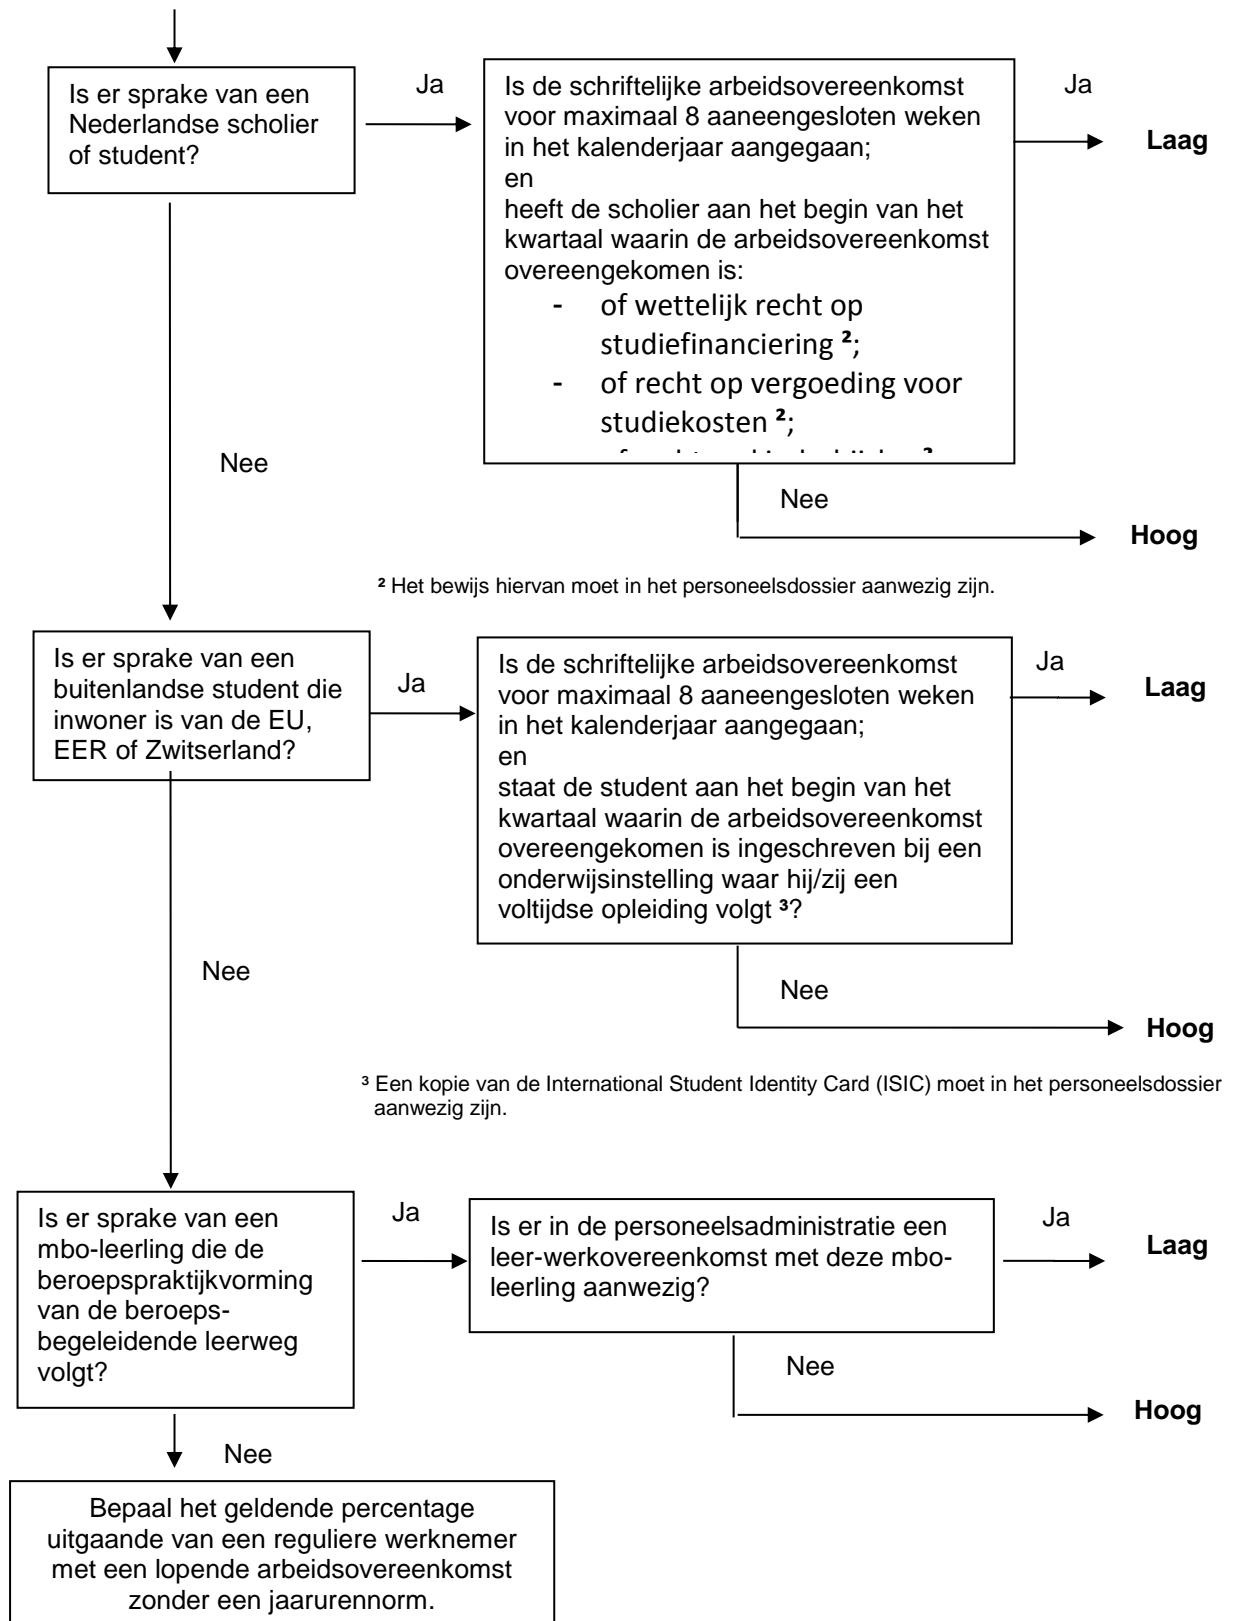 Is er sprake van een
Nederlandse scholier
of student?
Ja
Is de schriftelijke arbeidsovereenkomst
voor maximaal 8 aaneengesloten weken
in het kalenderjaar aangegaan;
en
heeft de scholier aan het begin van het
kwartaal waarin de arbeidsovereenkomst
overeengekomen is:
- of wettelijk recht op
studiefinanciering ²;
- of recht op vergoeding voor
studiekosten ²;
Ja
Laag
Nee
Nee
Hoog
² Het bewijs hiervan moet in het personeelsdossier aanwezig zijn.
Is er sprake van een
buitenlandse student die
inwoner is van de EU,
EER of Zwitserland?
Ja
Is de schriftelijke arbeidsovereenkomst
voor maximaal 8 aaneengesloten weken
in het kalenderjaar aangegaan;
en
staat de student aan het begin van het
kwartaal waarin de arbeidsovereenkomst
overeengekomen is ingeschreven bij een
onderwijsinstelling waar hij/zij een
voltijdse opleiding volgt ³?
Ja
Laag
Nee
Nee
Hoog
³ Een kopie van de International Student Identity Card (ISIC) moet in het personeelsdossier
aanwezig zijn.
Is er sprake van een
mbo-leerling die de
beroepspraktijkvorming
van de beroeps-
begeleidende leerweg
volgt?
Ja
Is er in de personeelsadministratie een
leer-werkovereenkomst met deze mbo-
leerling aanwezig?
Ja
Laag
Nee
Hoog
Nee
Bepaal het geldende percentage
uitgaande van een reguliere werknemer
met een lopende arbeidsovereenkomst
zonder een jaarurennorm.